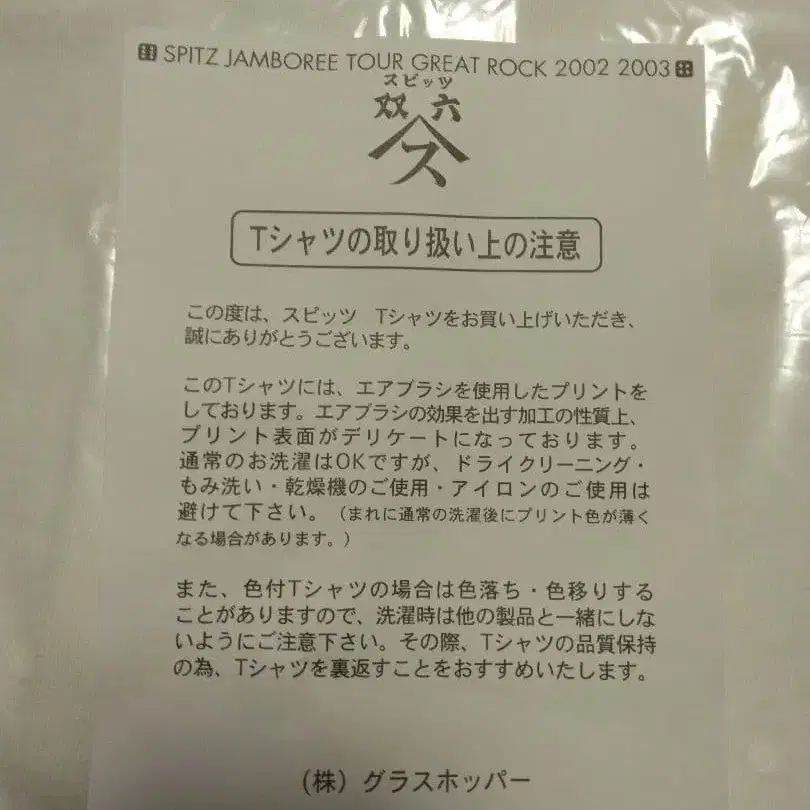 SPITZ JAMBOREE TOUR GREAT ROCK 2002 2003
スピッツ
双六
ス
Tシャツの取り扱い上の注意
この度は、スピッツ Tシャツをお買い上げいただき、
誠にありがとうございます。
このTシャツには、エアブラシを使用したプリントを
しております。エアブラシの効果を出す加工の性質上、
プリント表面がデリケートになっております。
通常のお洗濯はOKですが、ドライクリーニング・
もみ洗い・乾燥機のご使用・アイロンのご使用は
避けて下さい。（まれに通常の洗濯後にプリント色が薄く
なる場合があります。）
また、色付Tシャツの場合は色落ち・色移りする
ことがありますので、洗濯時は他の製品と一緒にしな
いようにご注意下さい。その際、Tシャツの品質保持
の為、Tシャツを裏返すことをおすすめいたします。
（株）グラスホッパー